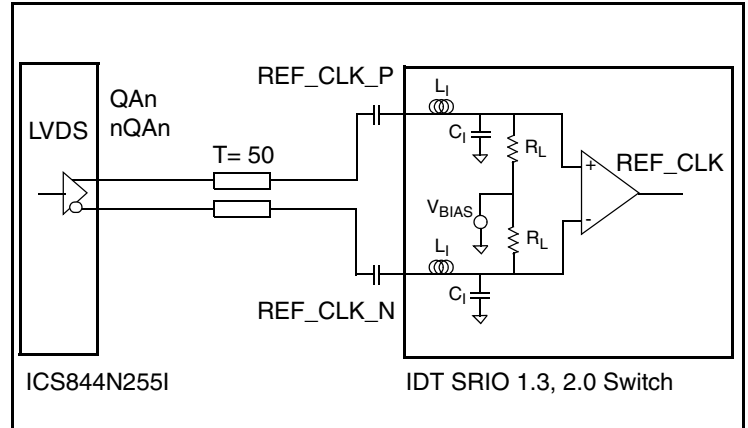 LVDS
QAn
nQAn
T= 50
REF_CLK_P
L_I
C_I
R_L
V_BIAS
REF_CLK
+
-
R_L
L_I
C_I
REF_CLK_N
ICS844N255I
IDT SRIO 1.3, 2.0 Switch